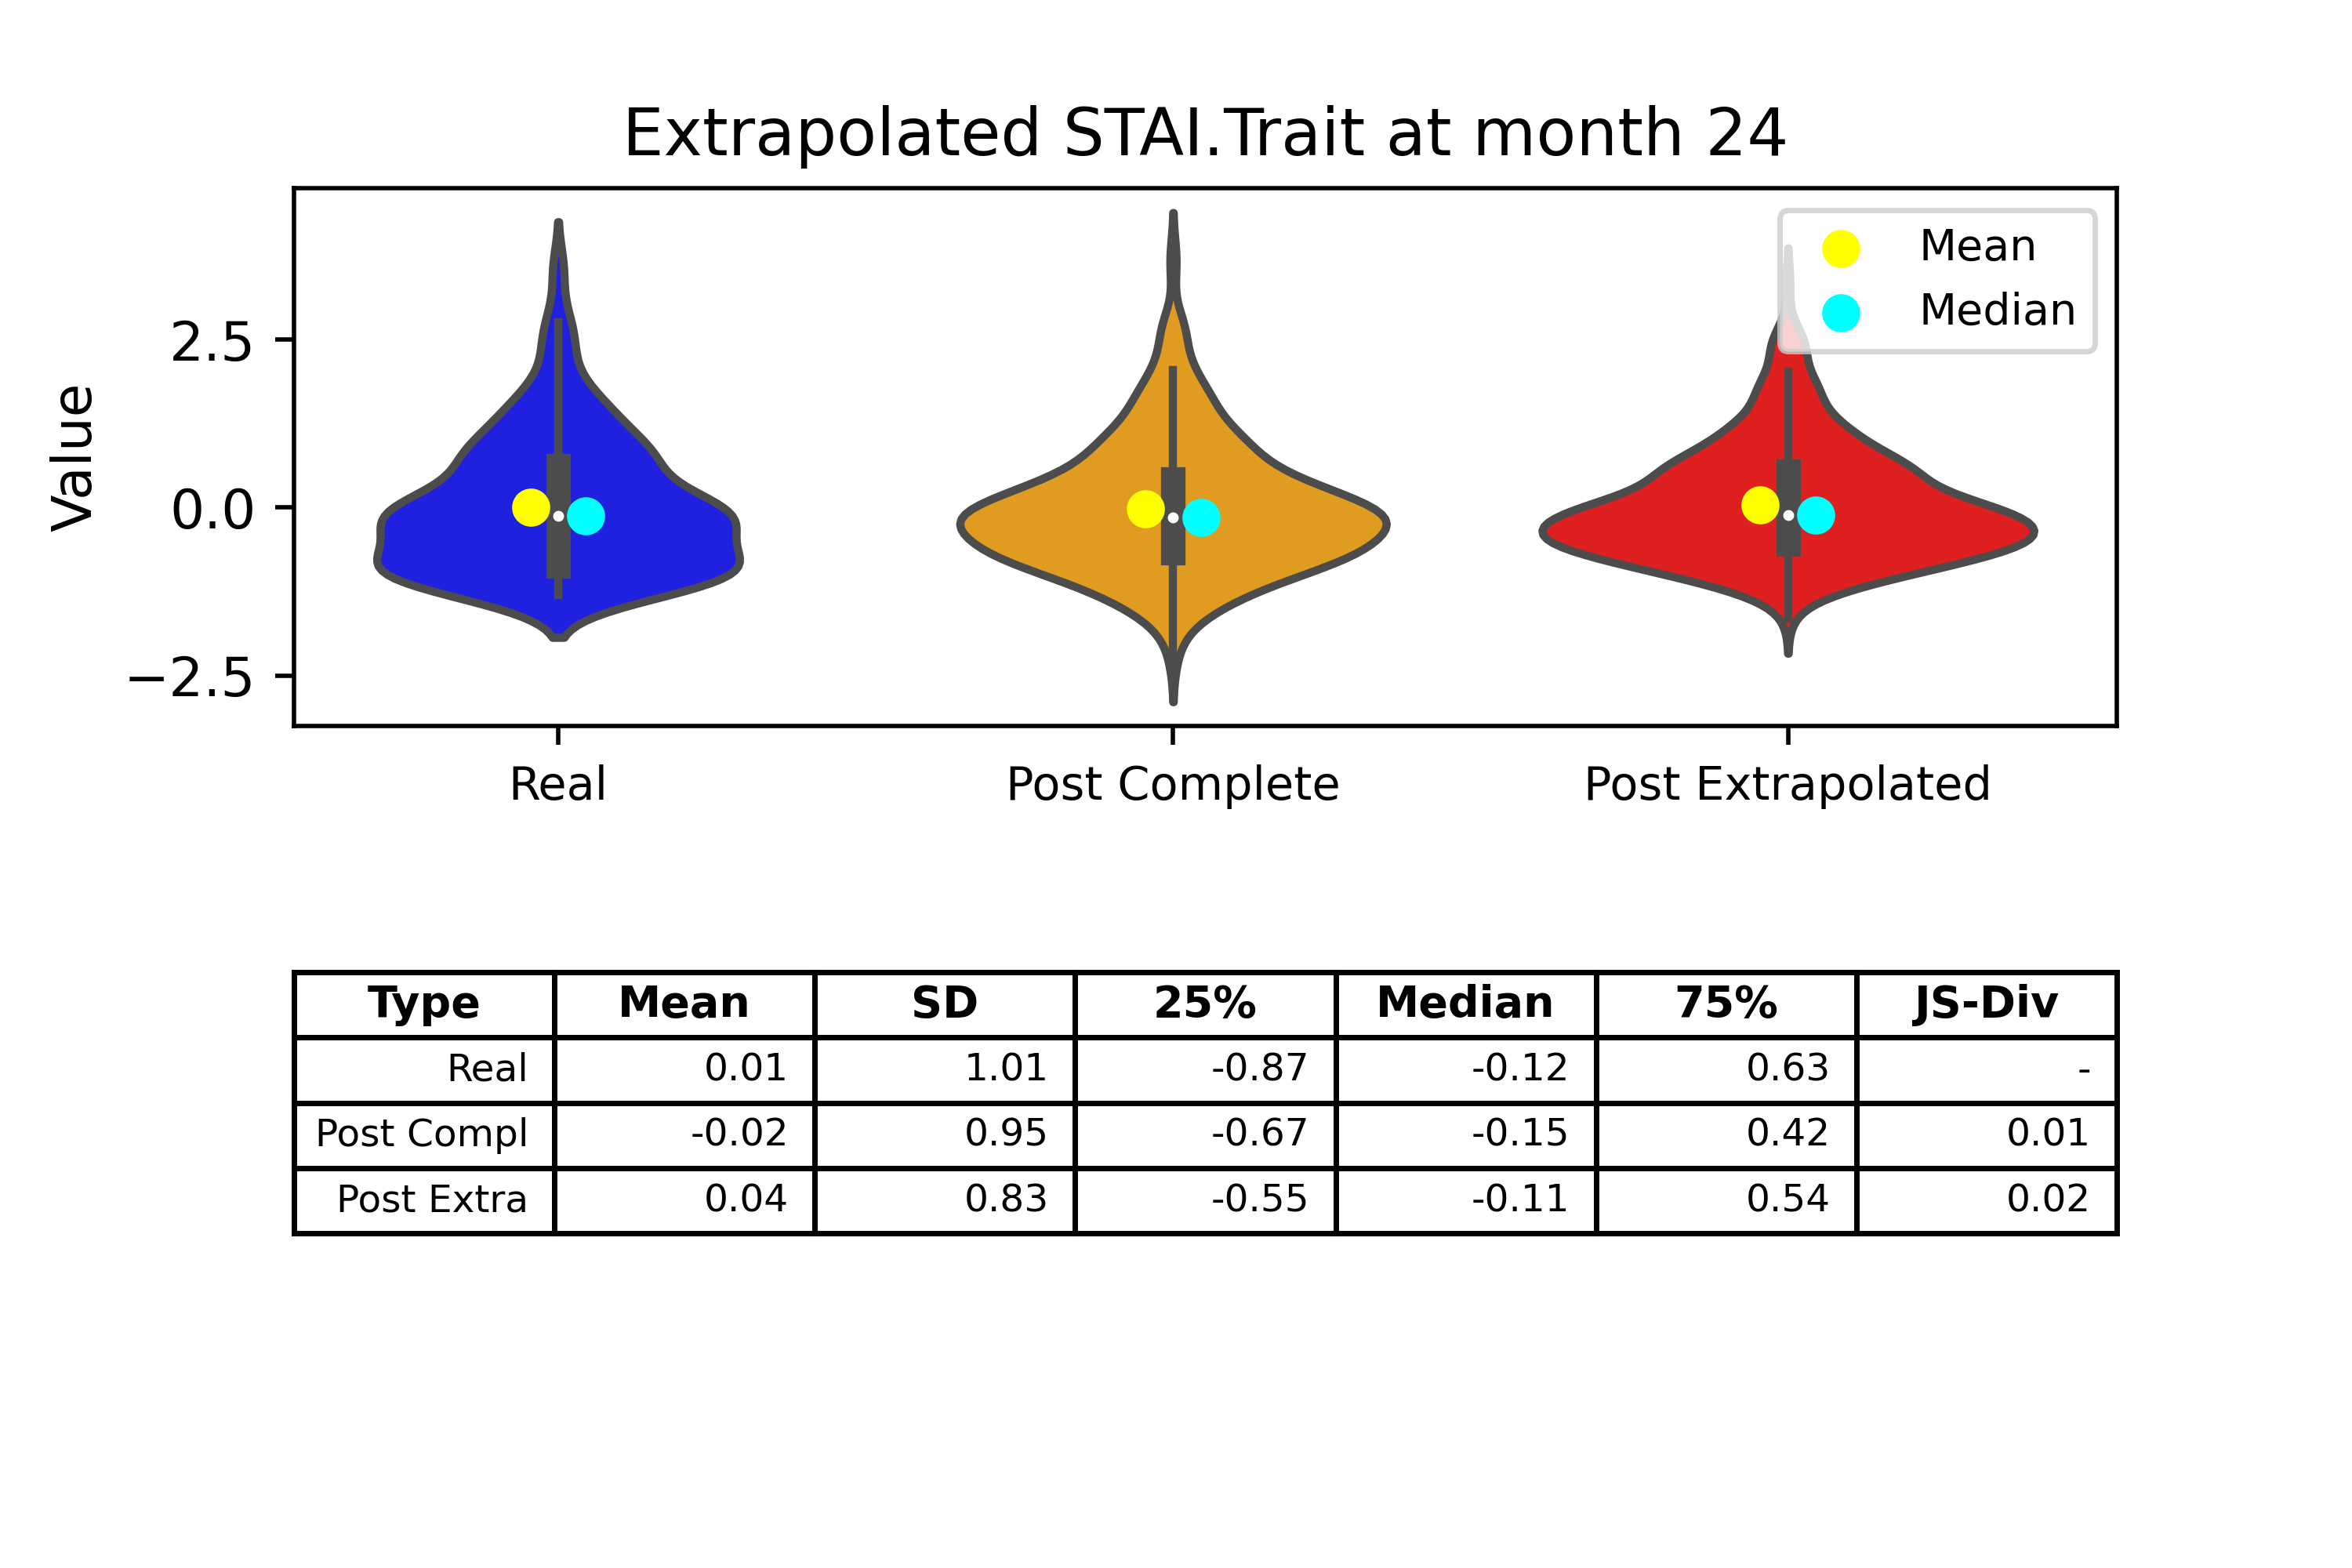 Extrapolated STAI.Trait at month 24
Mean
Median
Value
2.5
0.0
−2.5
Real Post Complete Post Extrapolated
Type Mean SD 25% Median 75% JS-Div
Real 0.01 1.01 -0.87 -0.12 0.63 -
Post Compl -0.02 0.95 -0.67 -0.15 0.42 0.01
Post Extra 0.04 0.83 -0.55 -0.11 0.54 0.02